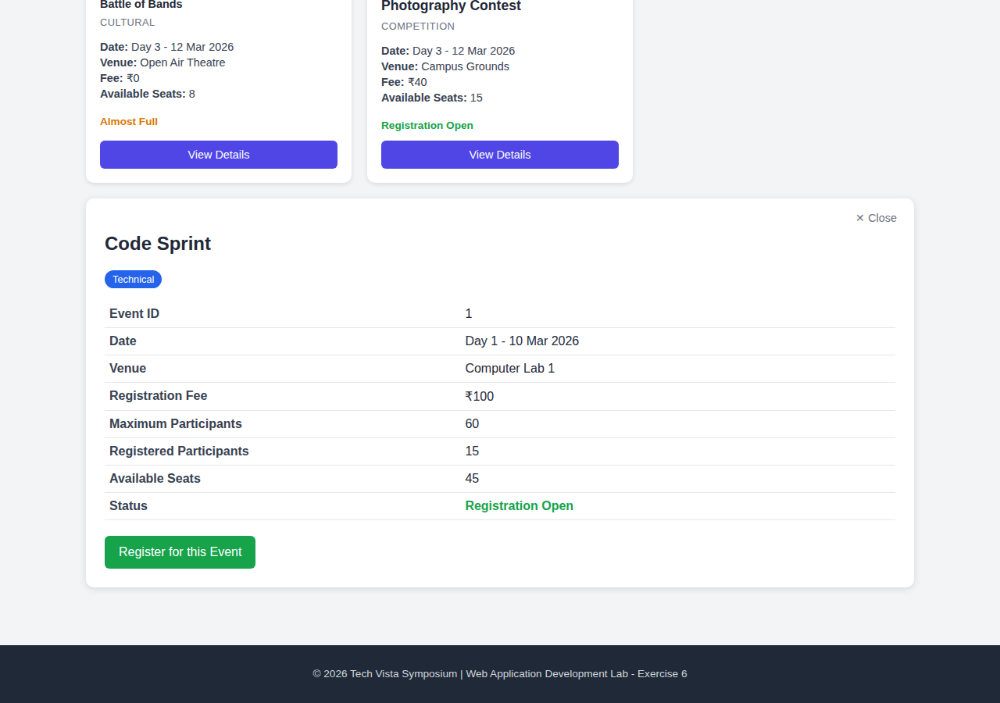 Battle of Bands
CULTURAL
Date: Day 3 - 12 Mar 2026
Venue: Open Air Theatre
Fee: ₹0
Available Seats: 8
Almost Full
View Details
Photography Contest
COMPETITION
Date: Day 3 - 12 Mar 2026
Venue: Campus Grounds
Fee: ₹40
Available Seats: 15
Registration Open
View Details
✕ Close
Code Sprint
Technical
Event ID 1
Date Day 1 - 10 Mar 2026
Venue Computer Lab 1
Registration Fee ₹100
Maximum Participants 60
Registered Participants 15
Available Seats 45
Status Registration Open
Register for this Event
© 2026 Tech Vista Symposium | Web Application Development Lab - Exercise 6